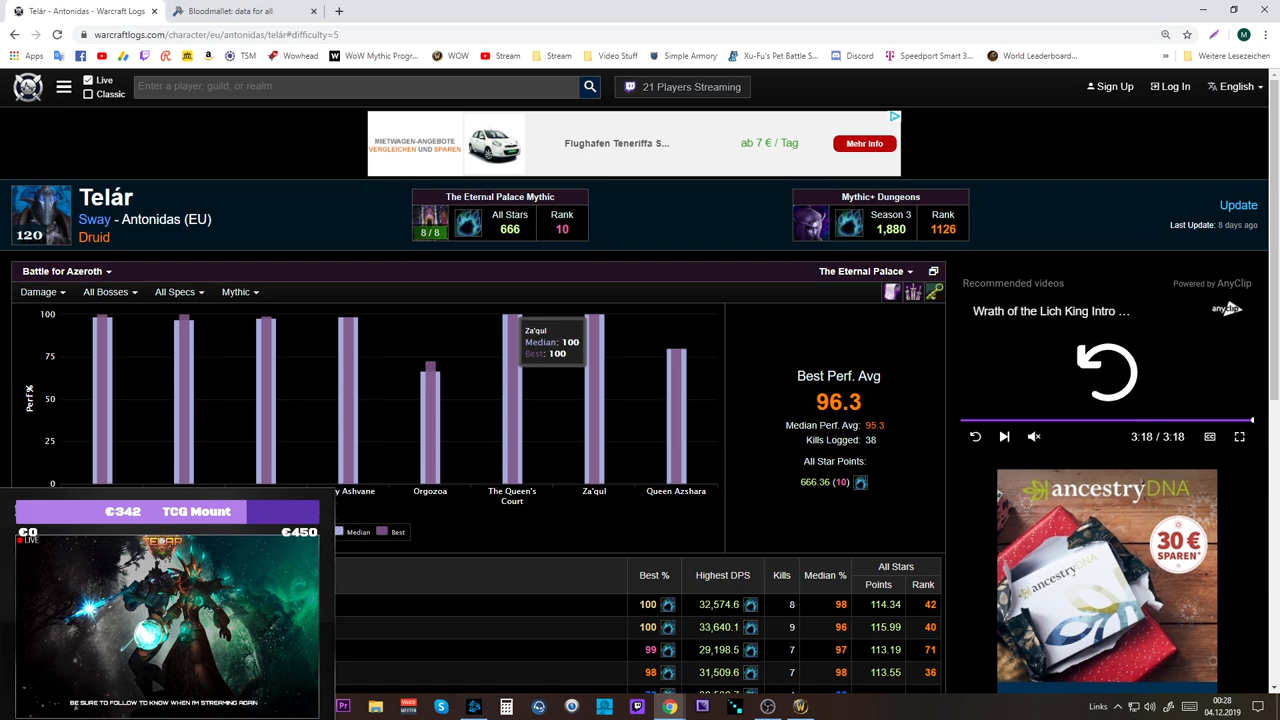 Telár - Antonidas - Warcraft Logs
Bloodmallet: data for all
warcraftlogs.com/character/eu/antonidas/telár#difficulty=5
Apps
TSM
Wowhead
WoW Mythic Progr...
WOW
Stream
Stream
Video Stuff
Simple Armory
Xu-Fu's Pet Battle S...
Discord
Speedport Smart 3...
World Leaderboard...
Weitere Lesezeichen
Live
Classic
Enter a player, guild, or realm
21 Players Streaming
Sign Up
Log In
English
MIETWAGEN-ANGEBOTE
VERGLEICHEN UND SPAREN
Flughafen Teneriffa S...
ab 7 € / Tag
Mehr Info
Telár
Sway - Antonidas (EU)
120
Druid
The Eternal Palace Mythic
8 / 8
All Stars
666
Rank
10
Mythic+ Dungeons
Season 3
1,880
Rank
1126
Update
Last Update: 8 days ago
Battle for Azeroth
The Eternal Palace
Damage
All Bosses
All Specs
Mythic
100
75
50
25
0
Perf %
Za'qul
Median: 100
Best: 100
y Ashvane
Orgozoa
The Queen's
Court
Za'qul
Queen Azshara
Median
Best
Best Perf. Avg
96.3
Median Perf. Avg: 95.3
Kills Logged: 38
All Star Points:
666.36 (10)
Recommended videos
Powered by AnyClip
Wrath of the Lich King Intro ...
anyclip
3:18 / 3:18
ancestryDNA
30 €
SPAREN*
ancestryDNA
€342 TCG Mount
€0
€450
LIVE
TELAR
BE SURE TO FOLLOW TO KNOW WHEN I'M STREAMING AGAIN
Best %
Highest DPS
Kills
Median %
All Stars
Points
Rank
100 32,574.6 8 98 114.34 42
100 33,640.1 9 96 115.99 40
99 29,198.5 7 97 113.19 71
98 31,509.6 7 98 113.55 36
Links
00:28
04.12.2019